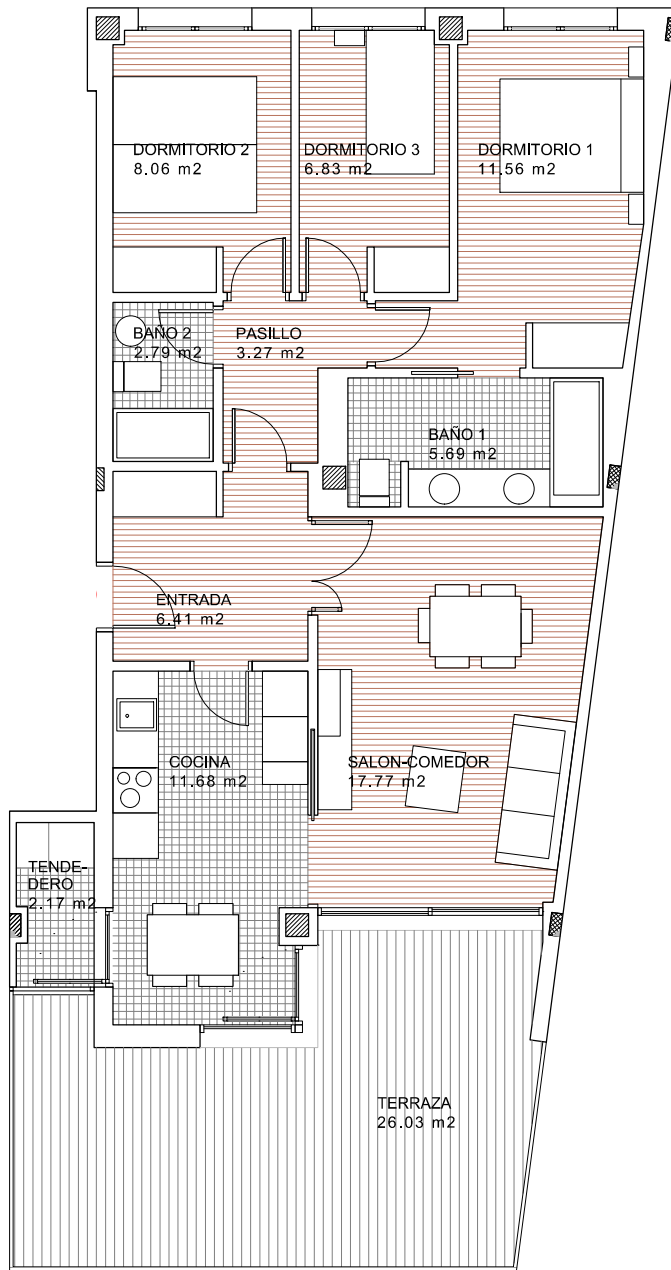 DORMITORIO 2
8.06 m2
DORMITORIO 3
6.83 m2
DORMITORIO 1
11.56 m2
BAÑO 2
2.79 m2
PASILLO
3.27 m2
BAÑO 1
5.69 m2
ENTRADA
6.41 m2
COCINA
11.68 m2
SALON-COMEDOR
17.77 m2
TENDE-
DERO
2.17 m2
TERRAZA
26.03 m2